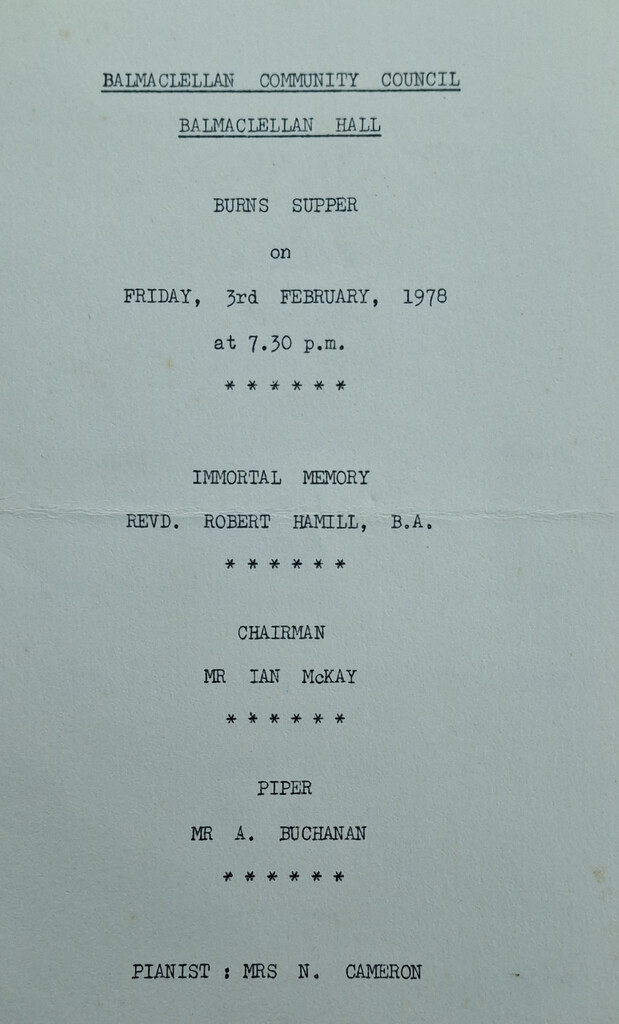 BALMACLELLAN COMMUNITY COUNCIL
BALMACLELLAN HALL
BURNS SUPPER
on
FRIDAY, 3rd FEBRUARY, 1978
at 7.30 p.m.
* * * * * *
IMMORTAL MEMORY
REVD. ROBERT HAMILL, B.A.
* * * * * *
CHAIRMAN
MR IAN McKAY
* * * * * *
PIPER
MR A. BUCHANAN
* * * * * *
PIANIST : MRS N. CAMERON